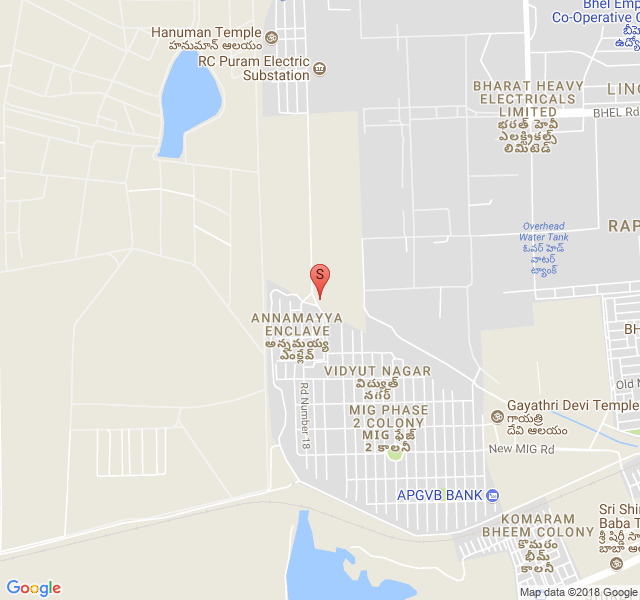 Hanuman Temple
హనుమాన్ ఆలయం
RC Puram Electric
Substation
Bhel Emp
Co-Operative
BHARAT HEAVY
ELECTRICALS
LIMITED
భరత్ హెవీ
ఎలక్ట్రికల్స్
లిమిటెడ్
BHEL Rd
Overhead
Water Tank
ఓవర్ హెడ్
వాటర్
ట్యాంక్
RAP
S
ANNAMAYYA
ENCLAVE
అన్నమయ్య
ఎంక్లేవ్
BH
VIDYUT NAGAR
విద్యుత్
నగర్
Old
MIG PHASE
2 COLONY
MIG ఫేజ్
2 కాలనీ
Rd Number 18
Gayathri Devi Temple
గాయత్రి
దేవి ఆలయం
New MIG Rd
APGVB BANK
KOMARAM
BHEEM COLONY
కొమరం
భీమ్
కాలనీ
Sri Shir
Baba T
శ్రీ షిర్డీ సా
బాబా ఆల
Google
Map data ©2018 Google